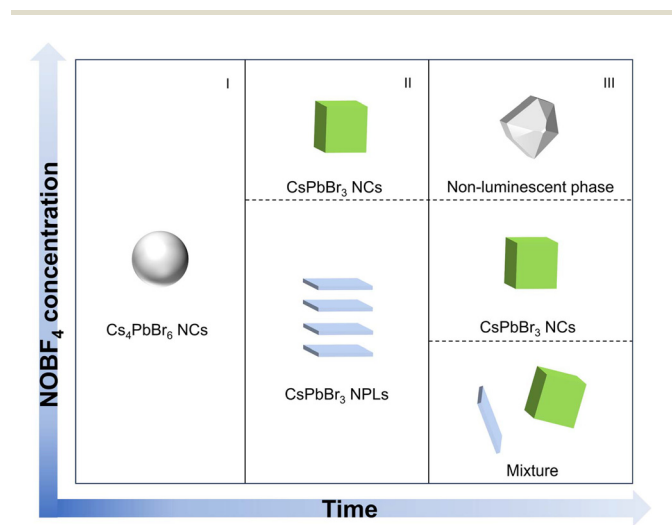 NOBF₄ concentration
I
II
III
Cs₄PbBr₆ NCs
CsPbBr₃ NCs
CsPbBr₃ NPLs
Non-luminescent phase
CsPbBr₃ NCs
Mixture
Time